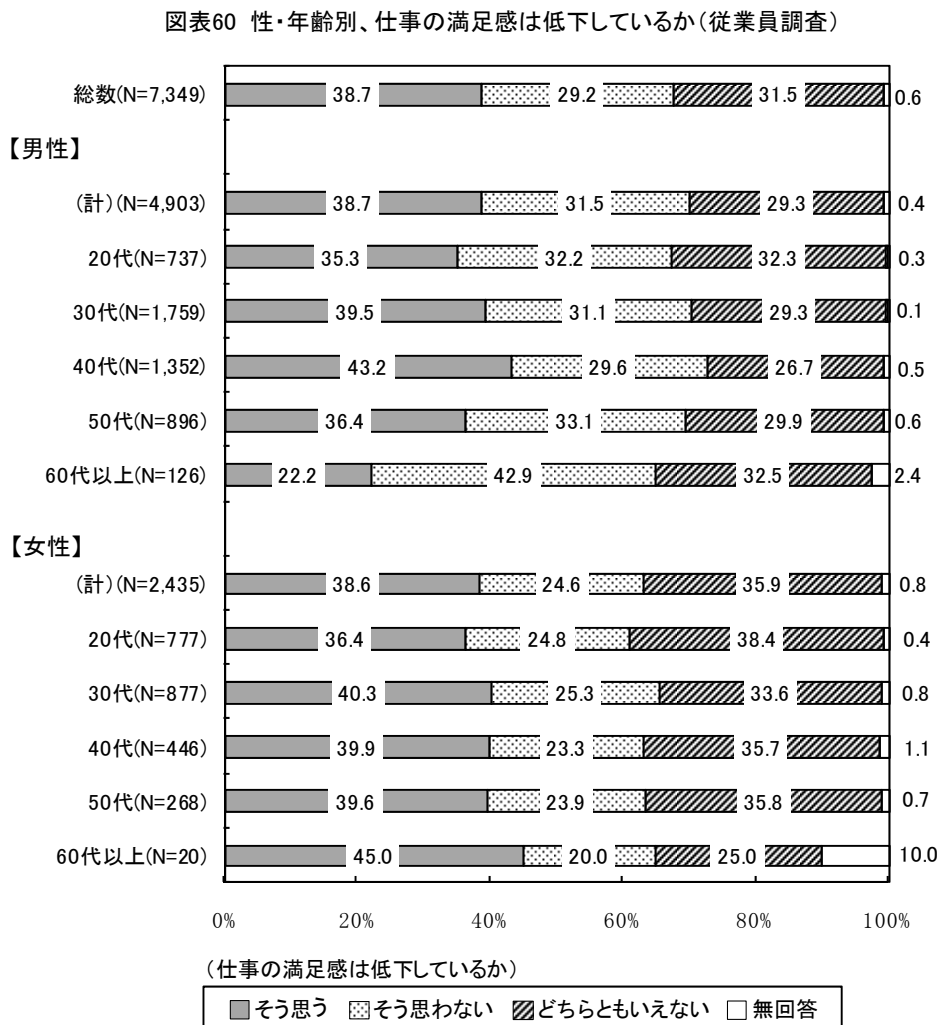 図表60 性・年齢別、仕事の満足感は低下しているか(従業員調査)
総数(N=7,349) 38.7 29.2 31.5 0.6
【男性】
(計)(N=4,903) 38.7 31.5 29.3 0.4
20代(N=737) 35.3 32.2 32.3 0.3
30代(N=1,759) 39.5 31.1 29.3 0.1
40代(N=1,352) 43.2 29.6 26.7 0.5
50代(N=896) 36.4 33.1 29.9 0.6
60代以上(N=126) 22.2 42.9 32.5 2.4
【女性】
(計)(N=2,435) 38.6 24.6 35.9 0.8
20代(N=777) 36.4 24.8 38.4 0.4
30代(N=877) 40.3 25.3 33.6 0.8
40代(N=446) 39.9 23.3 35.7 1.1
50代(N=268) 39.6 23.9 35.8 0.7
60代以上(N=20) 45.0 20.0 25.0 10.0
0% 20% 40% 60% 80% 100%
(仕事の満足感は低下しているか)
そう思う そう思わない どちらともいえない 無回答